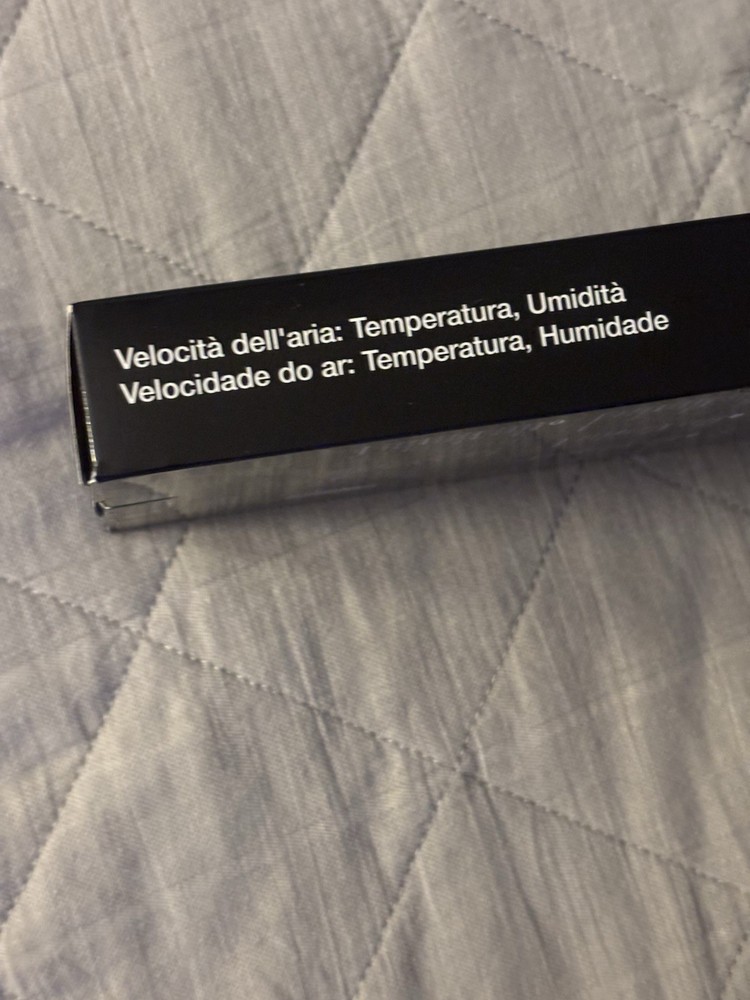 Velocità dell'aria: Temperatura, Umidità
Velocidade do ar: Temperatura, Humidade